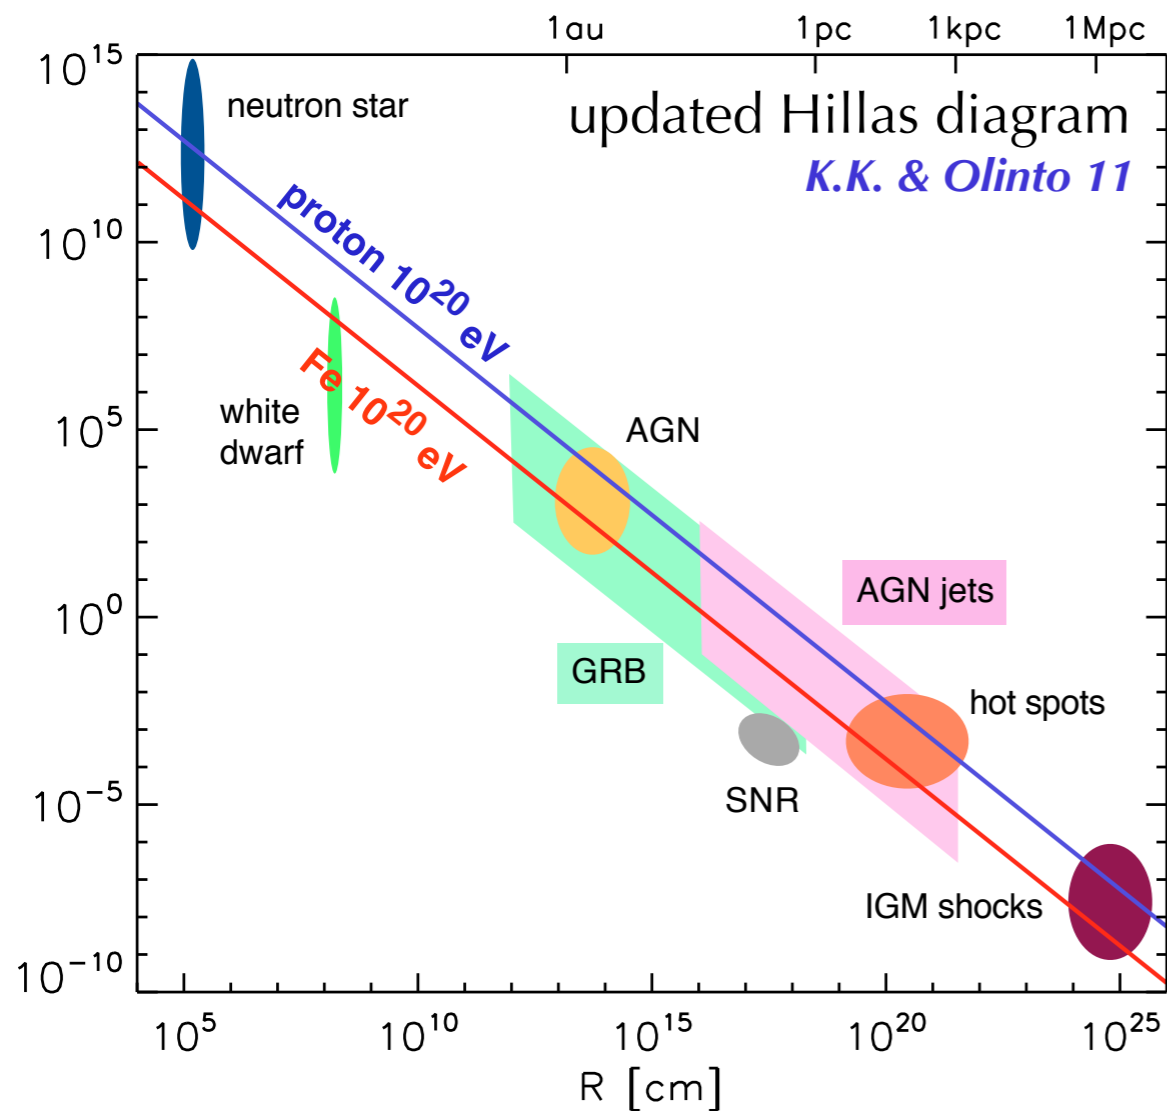 1au 1pc 1kpc 1Mpc
10^15
neutron star
updated Hillas diagram
K.K. & Olinto 11
proton 10^20 eV
10^10
Fe 10^20 eV
white
dwarf
10^5
AGN
AGN jets
10^0
GRB
hot spots
SNR
10^-5
IGM shocks
10^-10
10^5 10^10 10^15 10^20 10^25
R [cm]